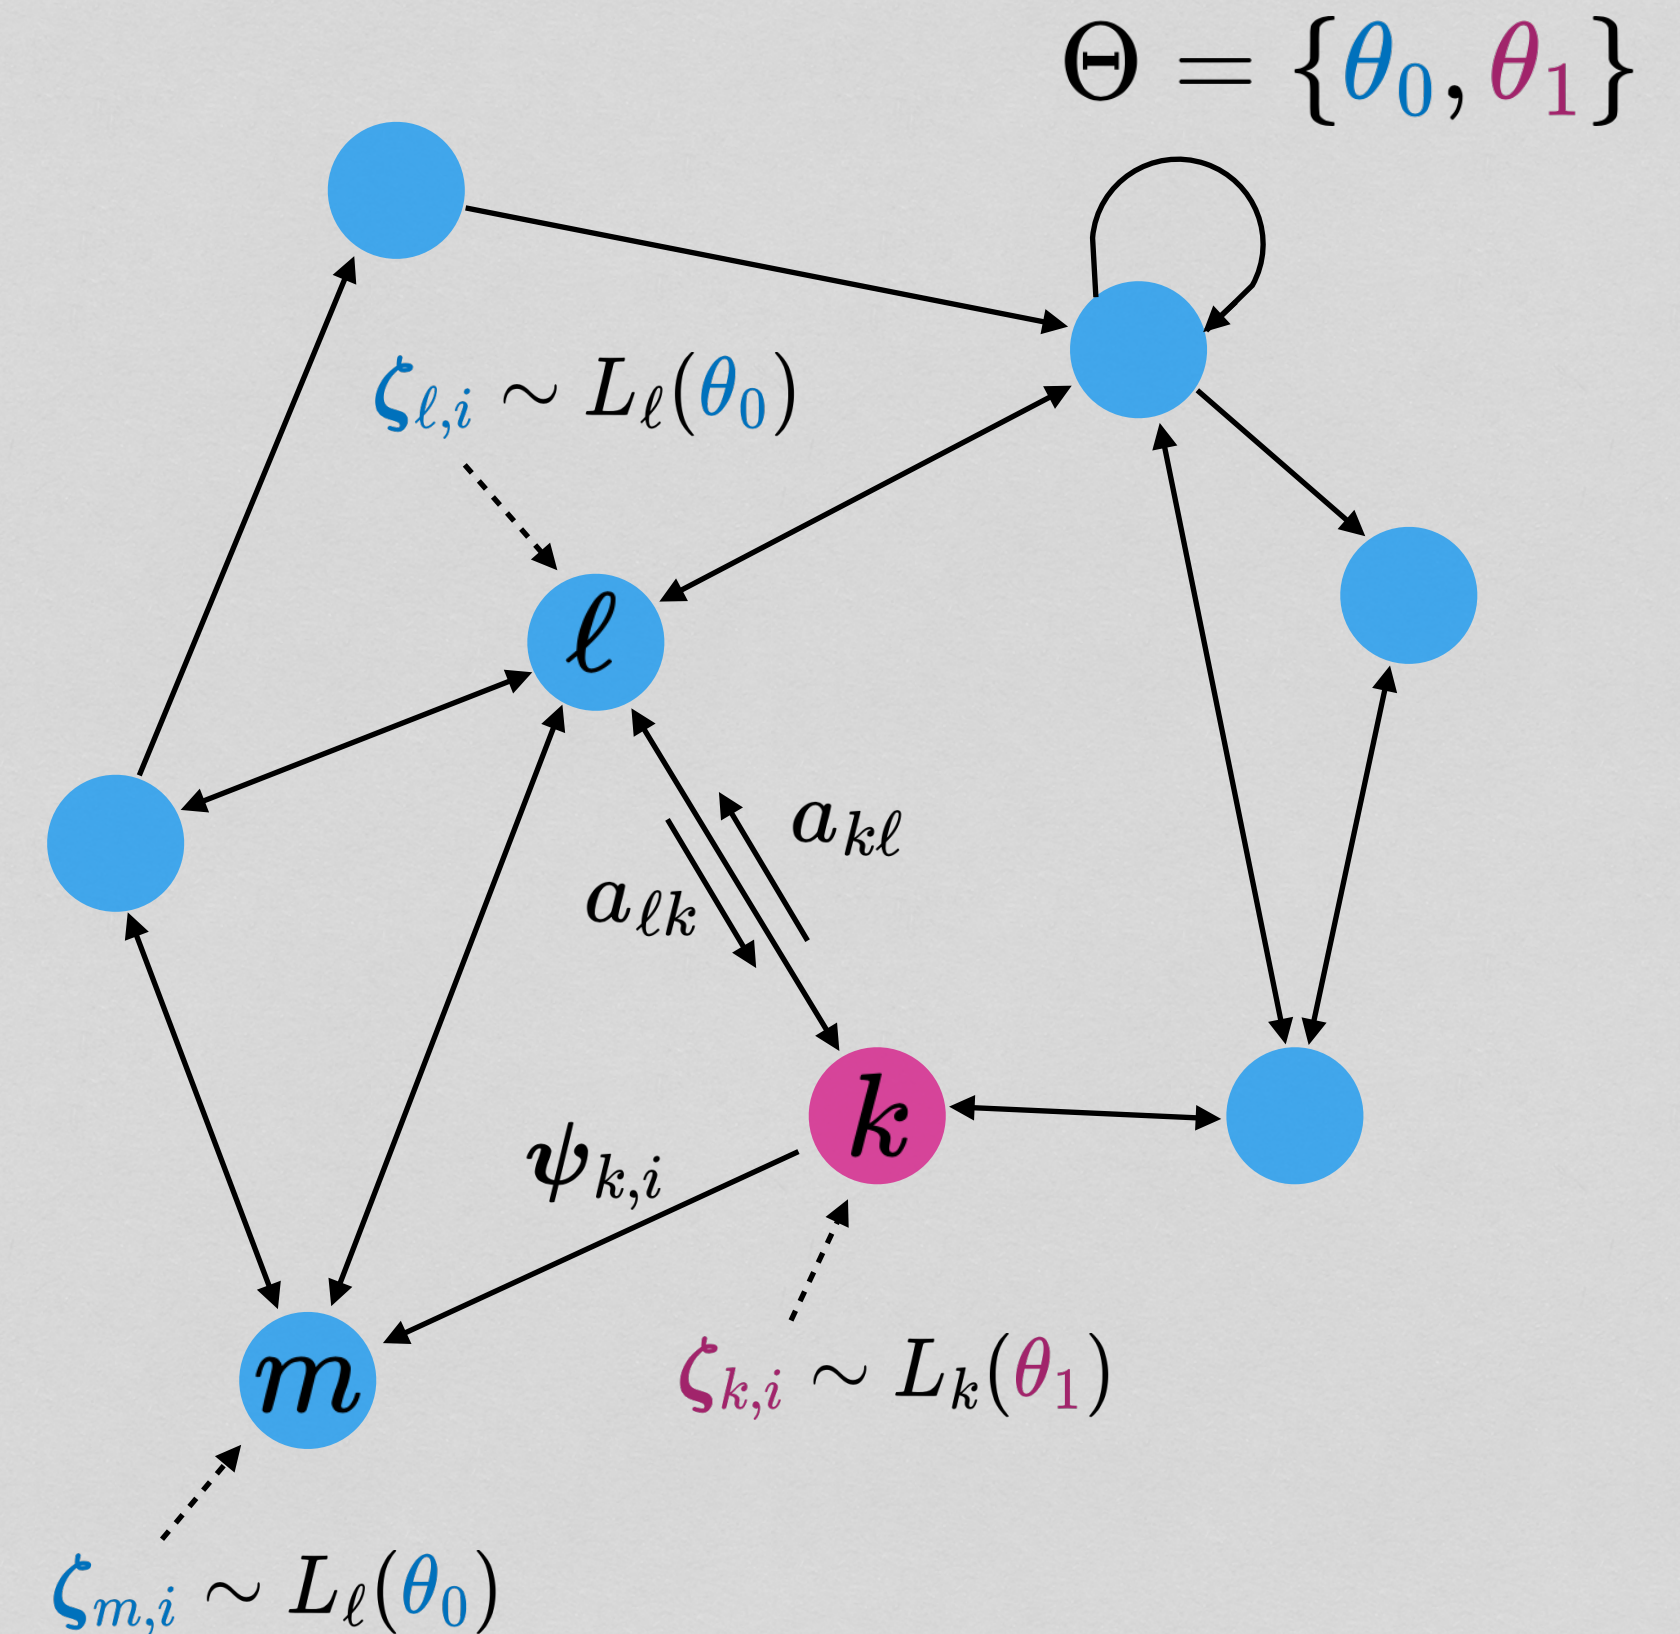 Θ = {θ₀, θ₁}
ζ_{ℓ,i} ∼ L_ℓ(θ₀)
ℓ
a_{kℓ}
a_{ℓk}
k
ψ_{k,i}
ζ_{k,i} ∼ L_k(θ₁)
m
ζ_{m,i} ∼ L_ℓ(θ₀)